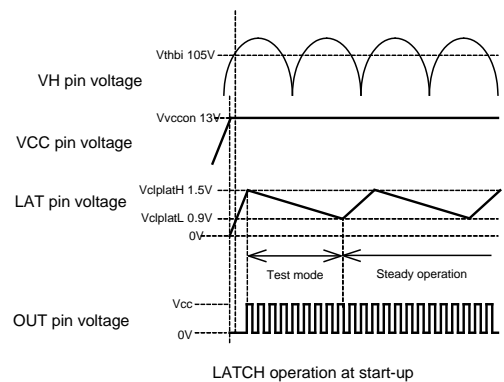 Vthbi 105V
VH pin voltage
Vvccon 13V
VCC pin voltage
VclplatH 1.5V
LAT pin voltage
VclplatL 0.9V
0V
Test mode
Steady operation
Vcc
OUT pin voltage
0V
LATCH operation at start-up